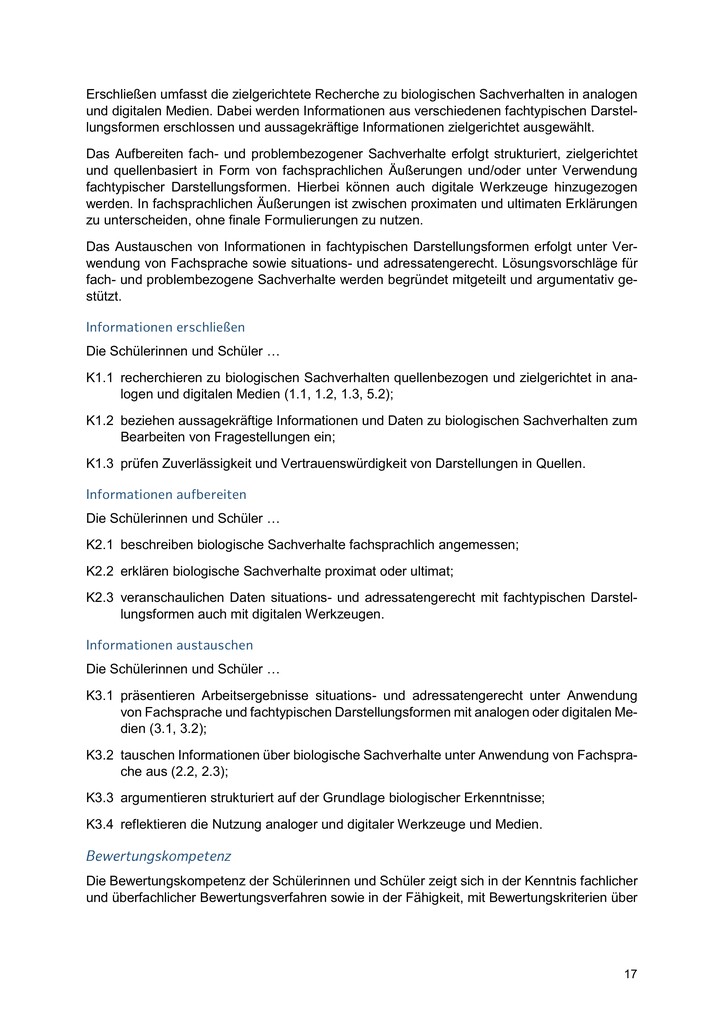 Erschließen umfasst die zielgerichtete Recherche zu biologischen Sachverhalten in analogen
und digitalen Medien. Dabei werden Informationen aus verschiedenen fachtypischen Darstel-
lungsformen erschlossen und aussagekräftige Informationen zielgerichtet ausgewählt.
Das Aufbereiten fach- und problembezogener Sachverhalte erfolgt strukturiert, zielgerichtet
und quellenbasiert in Form von fachsprachlichen Äußerungen und/oder unter Verwendung
fachtypischer Darstellungsformen. Hierbei können auch digitale Werkzeuge hinzugezogen
werden. In fachsprachlichen Äußerungen ist zwischen proximaten und ultimaten Erklärungen
zu unterscheiden, ohne finale Formulierungen zu nutzen.
Das Austauschen von Informationen in fachtypischen Darstellungsformen erfolgt unter Ver-
wendung von Fachsprache sowie situations- und adressatengerecht. Lösungsvorschläge für
fach- und problembezogene Sachverhalte werden begründet mitgeteilt und argumentativ ge-
stützt.
Informationen erschließen
Die Schülerinnen und Schüler …
K1.1 recherchieren zu biologischen Sachverhalten quellenbezogen und zielgerichtet in ana-
logen und digitalen Medien (1.1, 1.2, 1.3, 5.2);
K1.2 beziehen aussagekräftige Informationen und Daten zu biologischen Sachverhalten zum
Bearbeiten von Fragestellungen ein;
K1.3 prüfen Zuverlässigkeit und Vertrauenswürdigkeit von Darstellungen in Quellen.
Informationen aufbereiten
Die Schülerinnen und Schüler …
K2.1 beschreiben biologische Sachverhalte fachsprachlich angemessen;
K2.2 erklären biologische Sachverhalte proximat oder ultimat;
K2.3 veranschaulichen Daten situations- und adressatengerecht mit fachtypischen Darstel-
lungsformen auch mit digitalen Werkzeugen.
Informationen austauschen
Die Schülerinnen und Schüler …
K3.1 präsentieren Arbeitsergebnisse situations- und adressatengerecht unter Anwendung
von Fachsprache und fachtypischen Darstellungsformen mit analogen oder digitalen Me-
dien (3.1, 3.2);
K3.2 tauschen Informationen über biologische Sachverhalte unter Anwendung von Fachspra-
che aus (2.2, 2.3);
K3.3 argumentieren strukturiert auf der Grundlage biologischer Erkenntnisse;
K3.4 reflektieren die Nutzung analoger und digitaler Werkzeuge und Medien.
Bewertungskompetenz
Die Bewertungskompetenz der Schülerinnen und Schüler zeigt sich in der Kenntnis fachlicher
und überfachlicher Bewertungsverfahren sowie in der Fähigkeit, mit Bewertungskriterien über
17